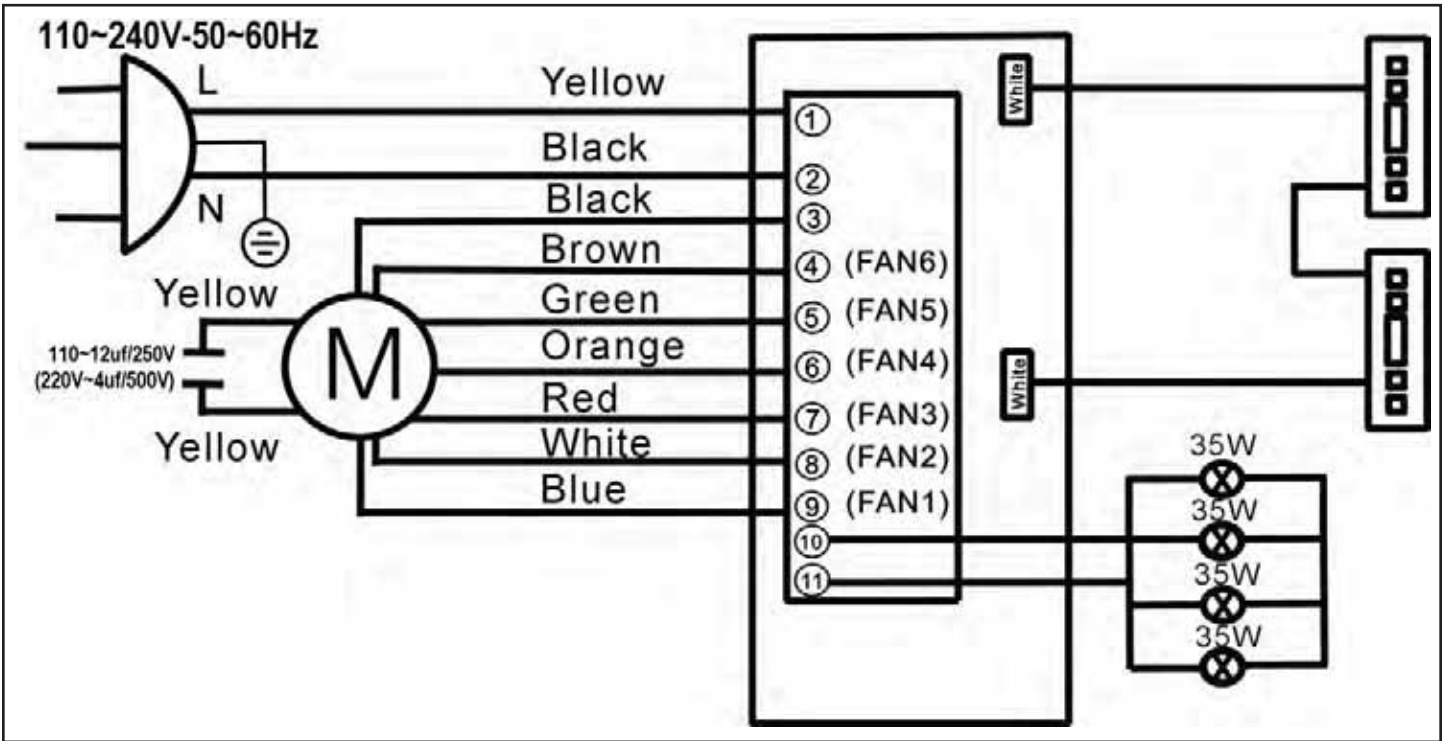 110~240V-50~60Hz
L
N
Yellow
Black
Black
Brown
Green
Orange
Red
White
Blue
Yellow
110~12uf/250V
(220V~4uf/500V)
Yellow
M
1
2
3
4 (FAN6)
5 (FAN5)
6 (FAN4)
7 (FAN3)
8 (FAN2)
9 (FAN1)
10
11
White
White
35W
35W
35W
35W